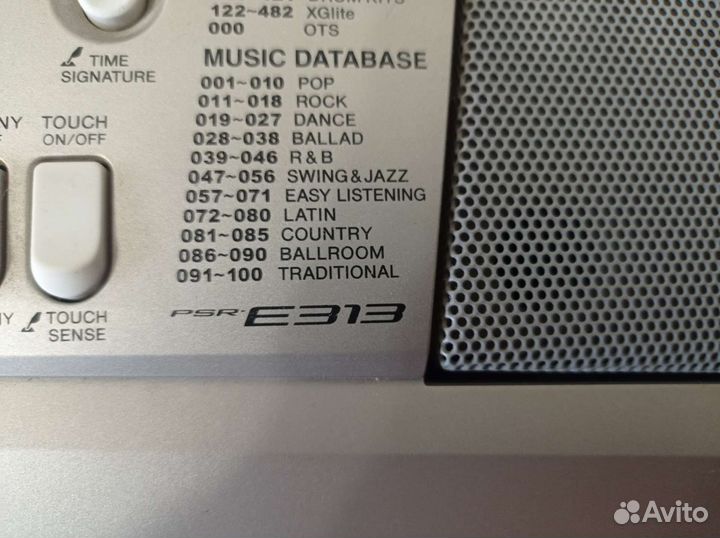 DRUM KITS
122~482 XGlite
000 OTS
TIME
SIGNATURE
MUSIC DATABASE
001~010 POP
011~018 ROCK
019~027 DANCE
028~038 BALLAD
039~046 R & B
047~056 SWING&JAZZ
057~071 EASY LISTENING
072~080 LATIN
081~085 COUNTRY
086~090 BALLROOM
091~100 TRADITIONAL
TOUCH
ON/OFF
TOUCH
SENSE
PSR-E313
Avito